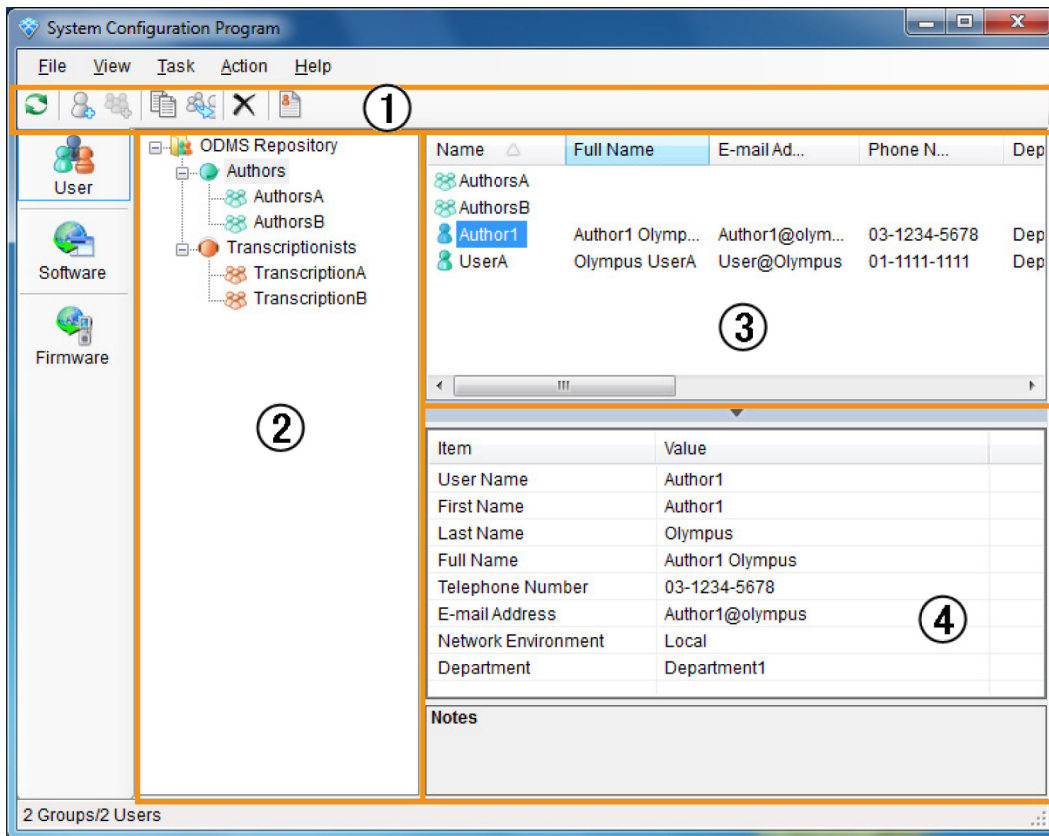 System Configuration Program
File View Task Action Help
①
User
Software
Firmware
ODMS Repository
Authors
AuthorsA
AuthorsB
Transcriptionists
TranscriptionA
TranscriptionB
②
Name Full Name E-mail Ad... Phone N... Dep
AuthorsA
AuthorsB
Author1 Author1 Olymp... Author1@olym... 03-1234-5678 Dep
UserA Olympus UserA User@Olympus 01-1111-1111 Dep
③
Item Value
User Name Author1
First Name Author1
Last Name Olympus
Full Name Author1 Olympus
Telephone Number 03-1234-5678
E-mail Address Author1@olympus
Network Environment Local
Department Department1
④
Notes
2 Groups/2 Users